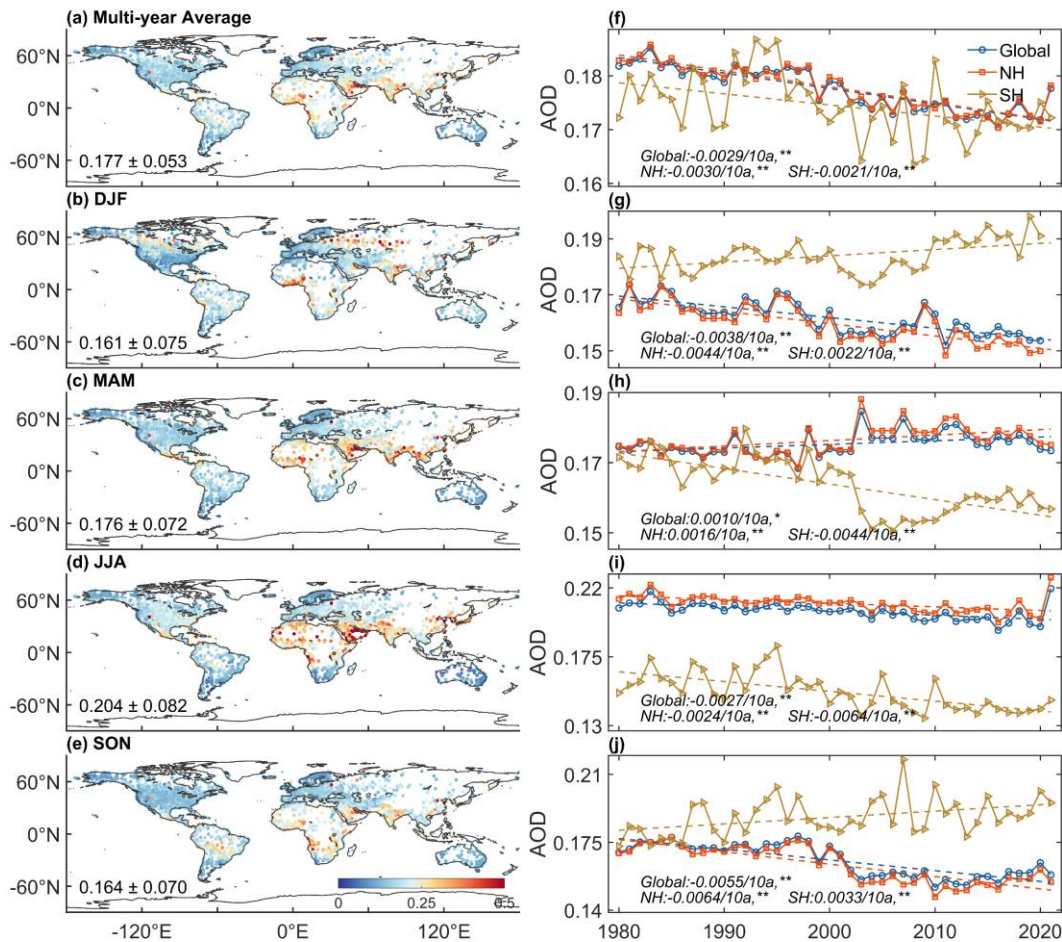 (a) Multi-year Average
60°N
0°N
-60°N
0.177 ± 0.053
(b) DJF
60°N
0°N
-60°N
0.161 ± 0.075
(c) MAM
60°N
0°N
-60°N
0.176 ± 0.072
(d) JJA
60°N
0°N
-60°N
0.204 ± 0.082
(e) SON
60°N
0°N
-60°N
0.164 ± 0.070
0 0.25 0.5
-120°E 0°E 120°E
(f)
AOD
0.18
0.17
0.16
Global
NH
SH
Global:-0.0029/10a,**
NH:-0.0030/10a,** SH:-0.0021/10a,**
(g)
AOD
0.19
0.17
0.15
Global:-0.0038/10a,**
NH:-0.0044/10a,** SH:0.0022/10a,**
(h)
AOD
0.19
0.17
0.15
Global:0.0010/10a,*
NH:0.0016/10a,** SH:-0.0044/10a,**
(i)
AOD
0.22
0.175
0.13
Global:-0.0027/10a,**
NH:-0.0024/10a,** SH:-0.0064/10a,**
(j)
AOD
0.21
0.175
0.14
Global:-0.0055/10a,**
NH:-0.0064/10a,** SH:0.0033/10a,**
1980 1990 2000 2010 2020